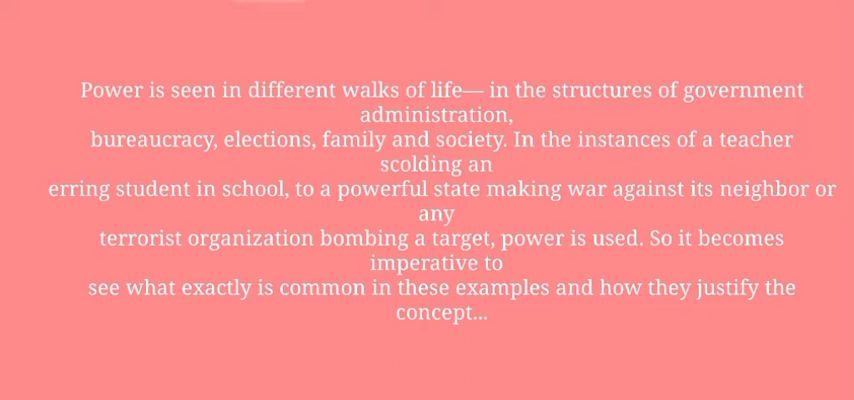 Power is seen in different walks of life— in the structures of government
administration,
bureaucracy, elections, family and society. In the instances of a teacher
scolding an
erring student in school, to a powerful state making war against its neighbor or
any
terrorist organization bombing a target, power is used. So it becomes
imperative to
see what exactly is common in these examples and how they justify the
concept...